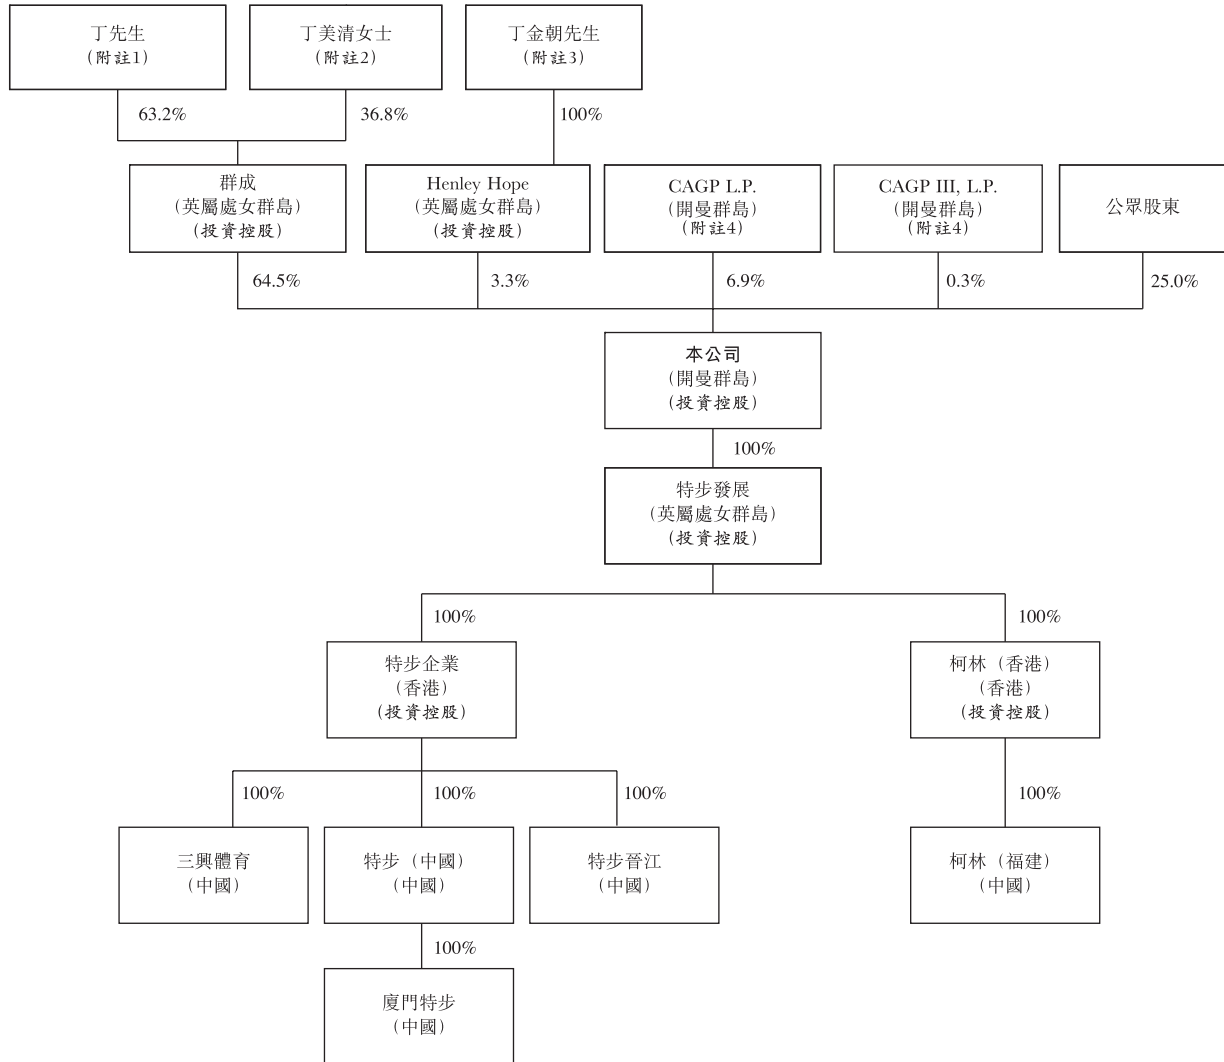 丁先生
(附註1)
丁美清女士
(附註2)
丁金朝先生
(附註3)
63.2%
36.8%
100%
群成
(英屬處女群島)
(投資控股)
Henley Hope
(英屬處女群島)
(投資控股)
CAGP L.P.
(開曼群島)
(附註4)
CAGP III, L.P.
(開曼群島)
(附註4)
公眾股東
64.5%
3.3%
6.9%
0.3%
25.0%
本公司
(開曼群島)
(投資控股)
100%
特步發展
(英屬處女群島)
(投資控股)
100%
100%
特步企業
(香港)
(投資控股)
柯林（香港）
(香港)
(投資控股)
100%
100%
100%
100%
三興體育
(中國)
特步（中國）
(中國)
特步晉江
(中國)
柯林（福建）
(中國)
100%
廈門特步
(中國)